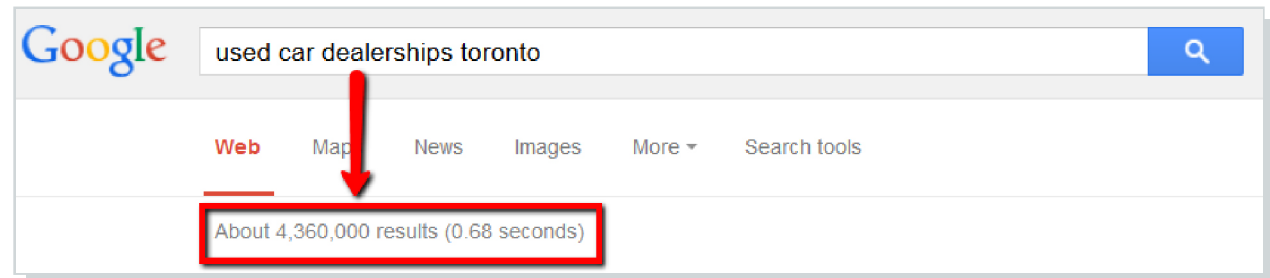 Google used car dealerships toronto
Web Map News Images More Search tools
About 4,360,000 results (0.68 seconds)